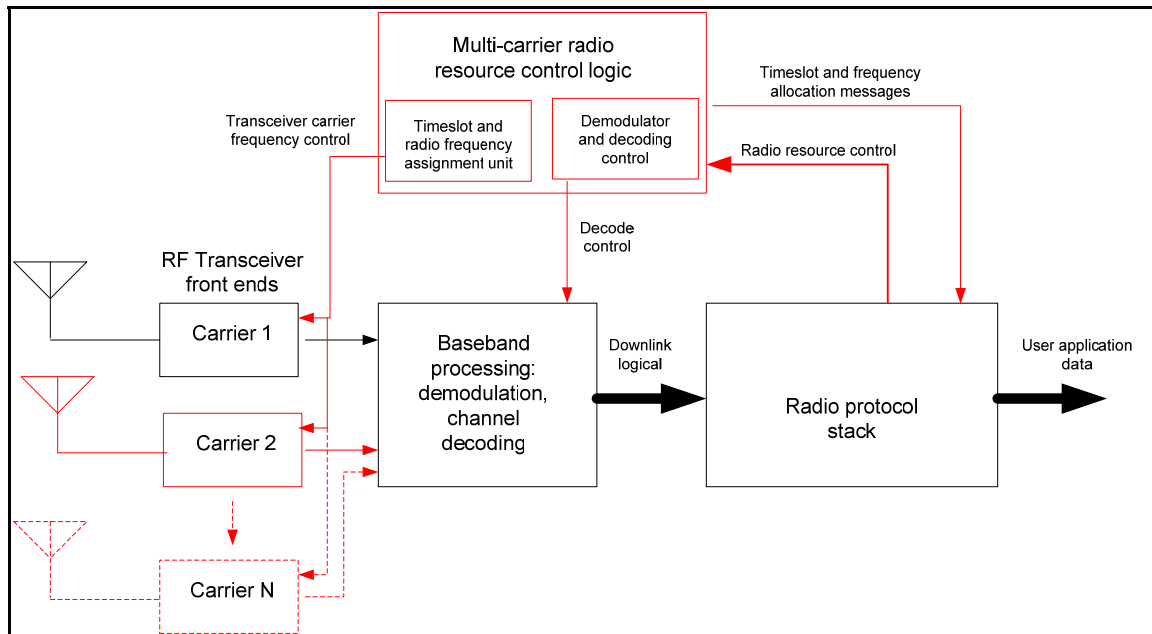 Multi-carrier radio
resource control logic
Timeslot and frequency
allocation messages
Transceiver carrier
frequency control
Timeslot and
radio frequency
assignment unit
Demodulator
and decoding
control
Radio resource control
Decode
control
RF Transceiver
front ends
Carrier 1
Baseband
processing:
demodulation,
channel
decoding
Downlink
logical
Radio protocol
stack
User application
data
Carrier 2
Carrier N